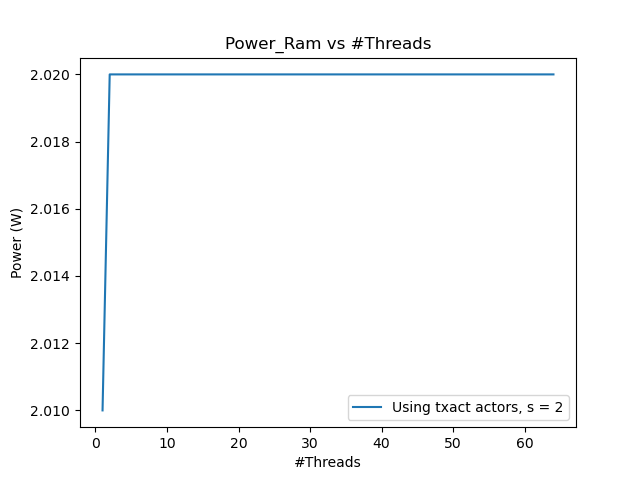 Power_Ram vs #Threads
2.020
2.018
2.016
2.014
2.012
2.010
Power (W)
Using txact actors, s = 2
0 10 20 30 40 50 60
#Threads